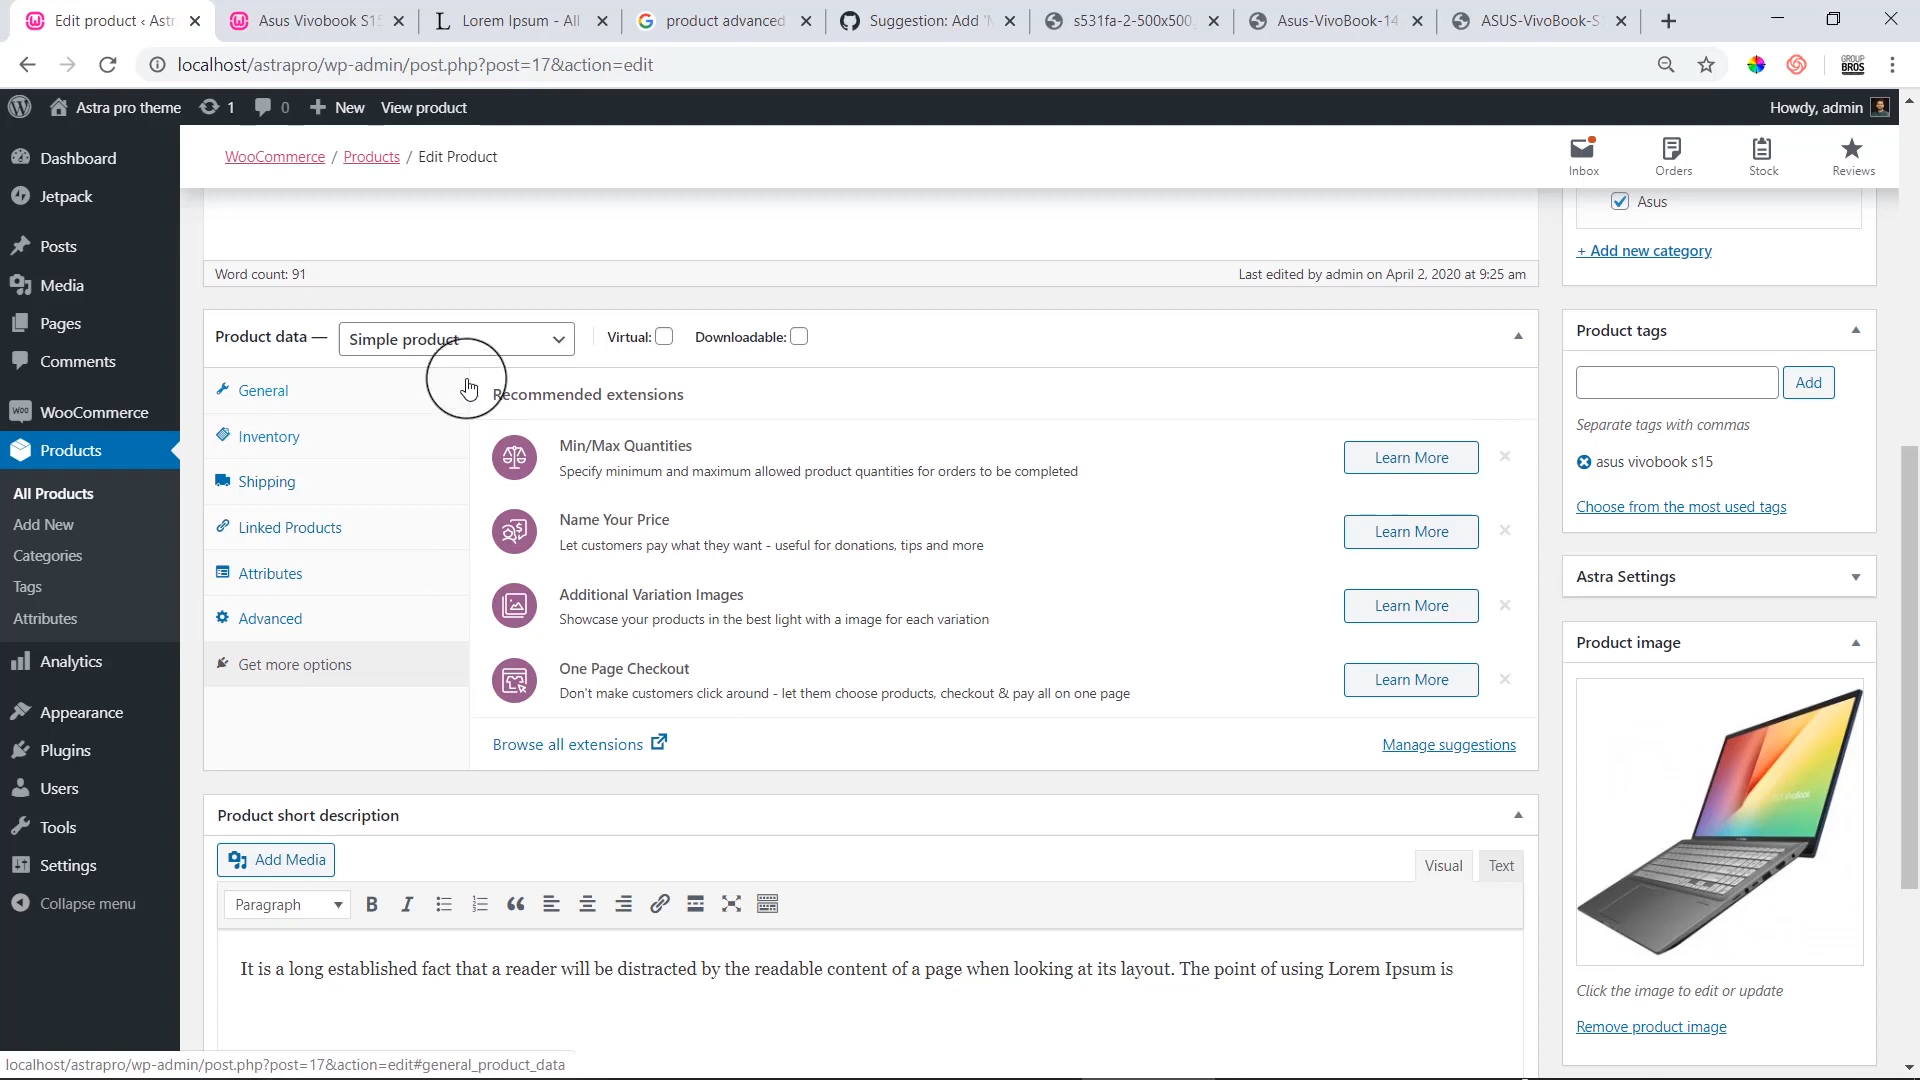 Edit product ‹ Astr
Asus Vivobook S15
Lorem Ipsum - All
product advanced
Suggestion: Add 'M
s531fa-2-500x500
Asus-VivoBook-14
ASUS-VivoBook-S
localhost/astrapro/wp-admin/post.php?post=17&action=edit
GROUP BROS
Astra pro theme 1 0 New View product
Howdy, admin
WooCommerce / Products / Edit Product
Inbox Orders Stock Reviews
Dashboard
Jetpack
Posts
Media
Pages
Comments
WooCommerce
Products
All Products
Add New
Categories
Tags
Attributes
Analytics
Appearance
Plugins
Users
Tools
Settings
Collapse menu
Word count: 91
Last edited by admin on April 2, 2020 at 9:25 am
Product data — Simple product Virtual: Downloadable:
General
Inventory
Shipping
Linked Products
Attributes
Advanced
Get more options
Recommended extensions
Min/Max Quantities
Specify minimum and maximum allowed product quantities for orders to be completed
Learn More
Name Your Price
Let customers pay what they want - useful for donations, tips and more
Learn More
Additional Variation Images
Showcase your products in the best light with a image for each variation
Learn More
One Page Checkout
Don't make customers click around - let them choose products, checkout & pay all on one page
Learn More
Browse all extensions
Manage suggestions
Product short description
Add Media
Visual Text
Paragraph
It is a long established fact that a reader will be distracted by the readable content of a page when looking at its layout. The point of using Lorem Ipsum is
Asus
+ Add new category
Product tags
Add
Separate tags with commas
asus vivobook s15
Choose from the most used tags
Astra Settings
Product image
Click the image to edit or update
Remove product image
localhost/astrapro/wp-admin/post.php?post=17&action=edit#general_product_data